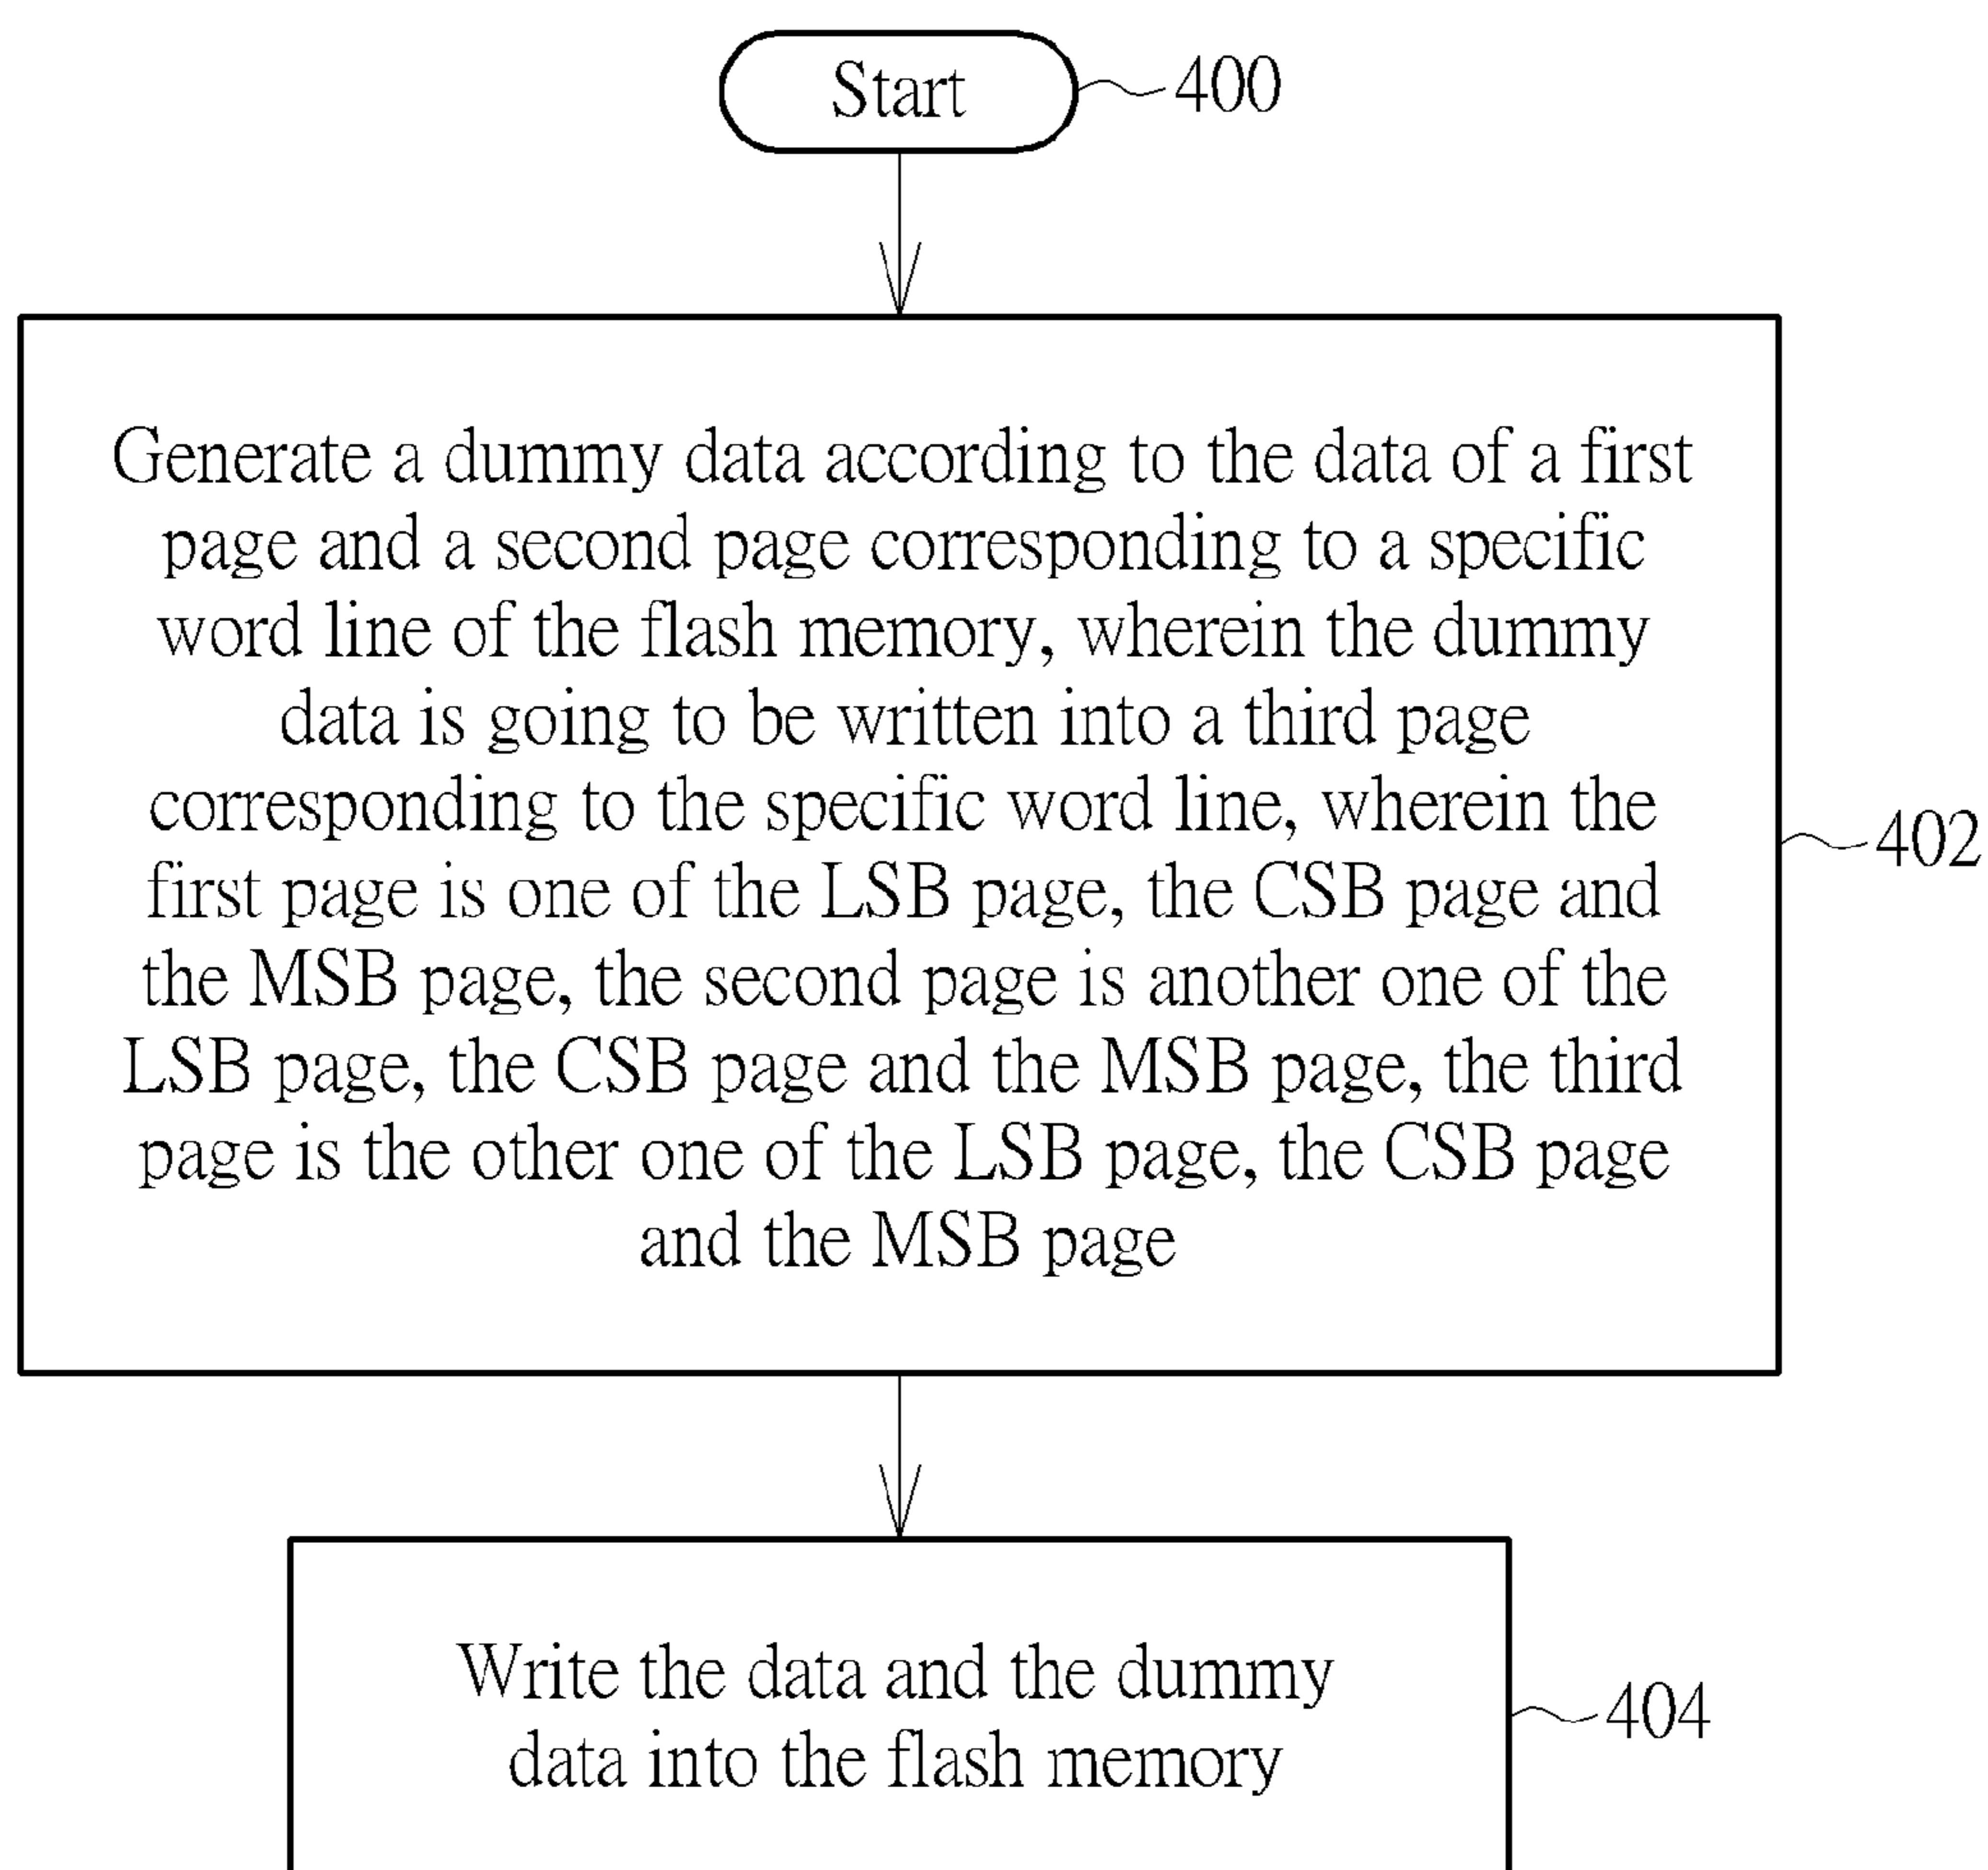 Start
400
Generate a dummy data according to the data of a first
page and a second page corresponding to a specific
word line of the flash memory, wherein the dummy
data is going to be written into a third page
corresponding to the specific word line, wherein the
first page is one of the LSB page, the CSB page and
the MSB page, the second page is another one of the
LSB page, the CSB page and the MSB page, the third
page is the other one of the LSB page, the CSB page
and the MSB page
402
Write the data and the dummy
data into the flash memory
404